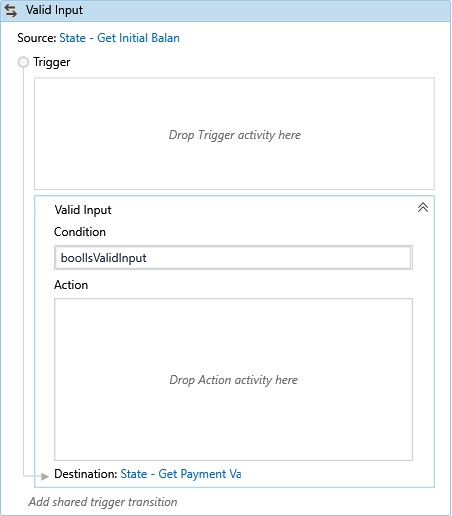 Valid Input
Source: State - Get Initial Balan
Trigger
Drop Trigger activity here
Valid Input
Condition
boolIsValidInput
Action
Drop Action activity here
Destination: State - Get Payment Va
Add shared trigger transition